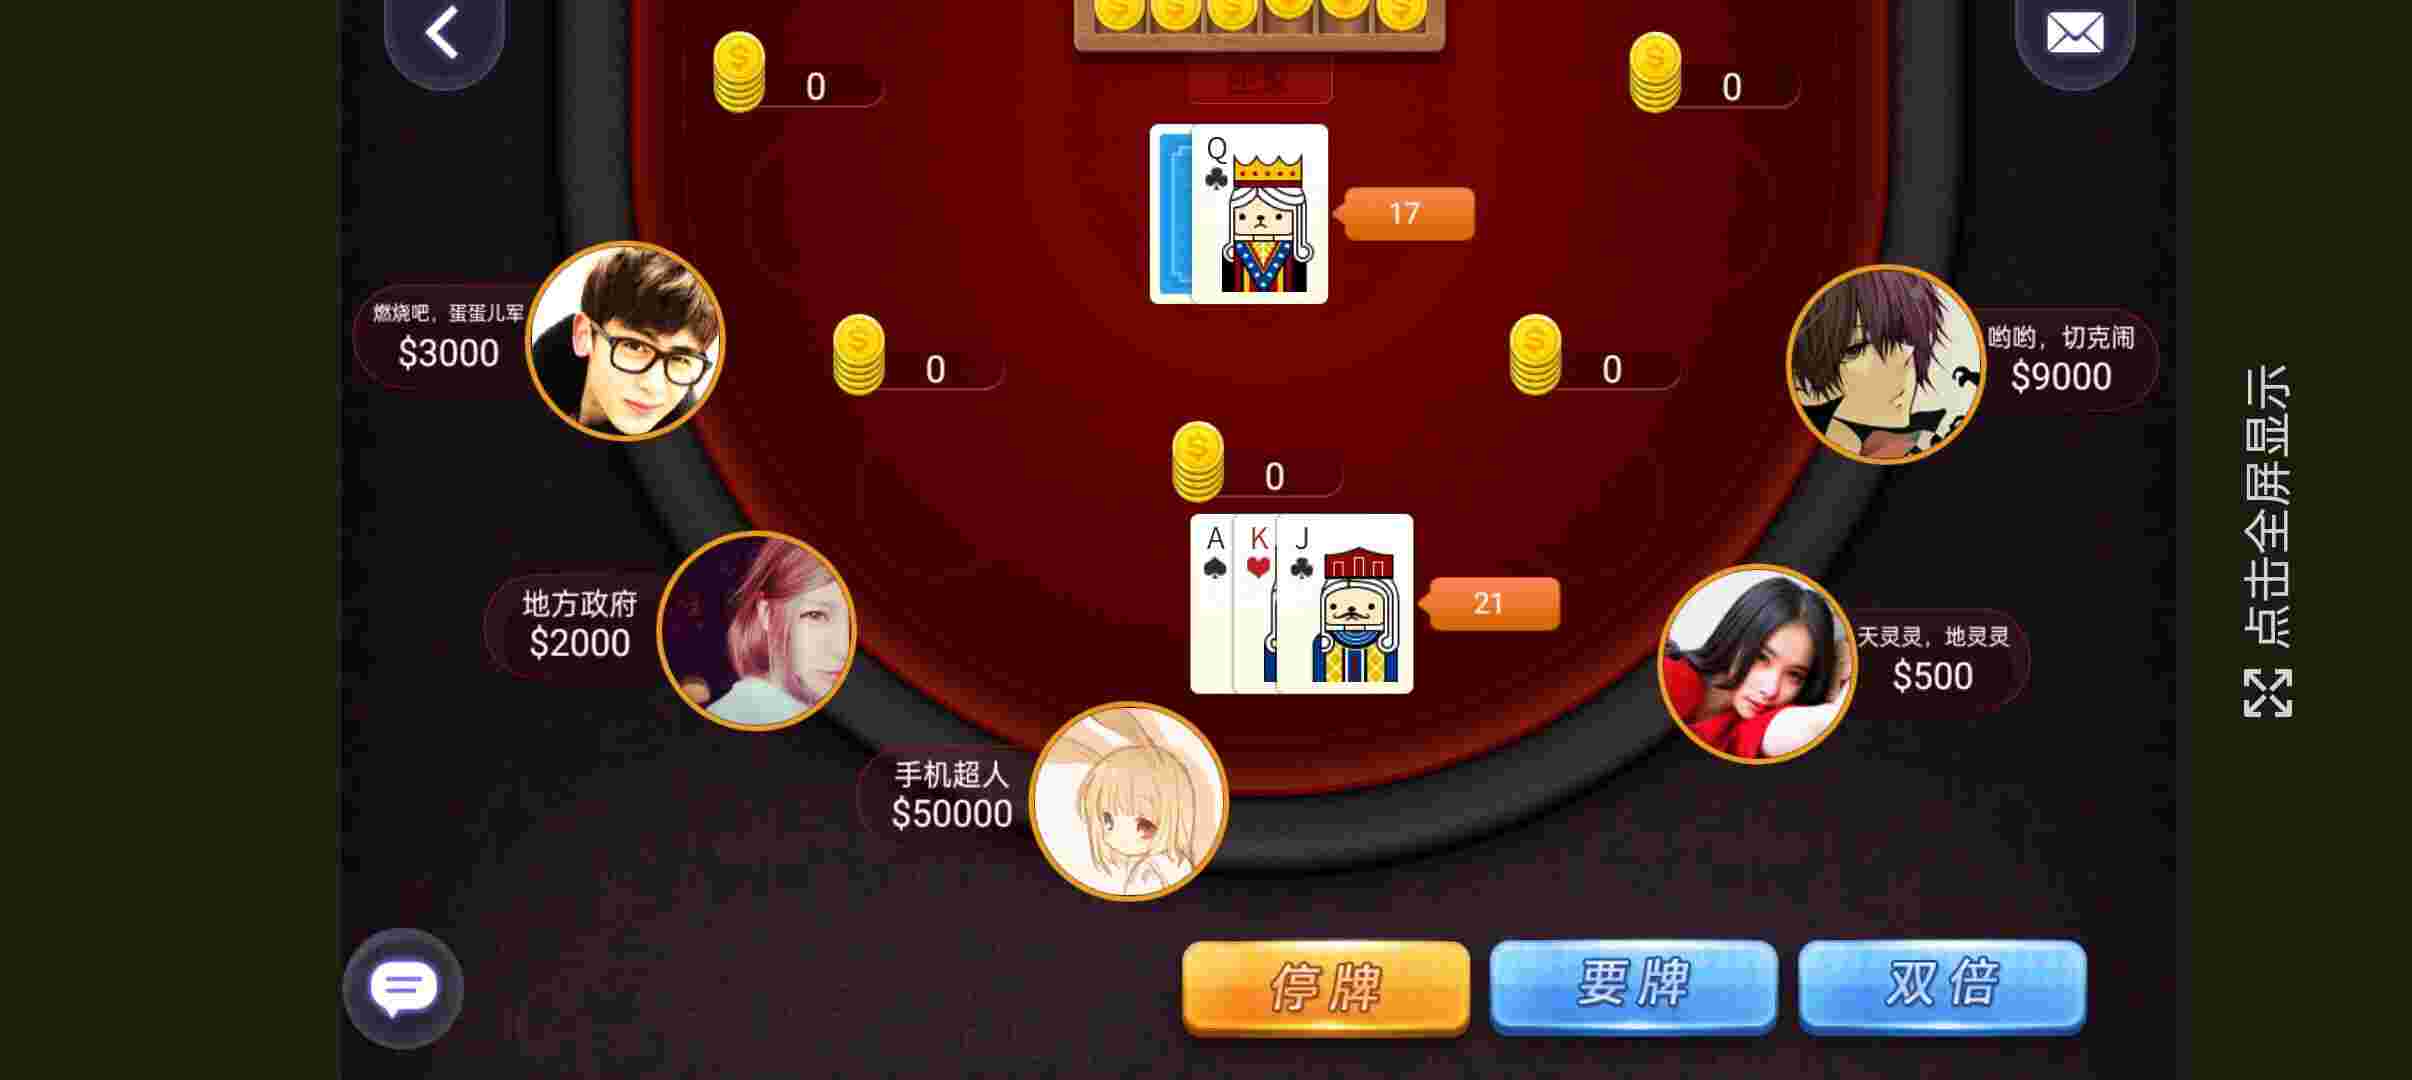 0
0
Q
17
燃烧吧，蛋蛋儿军
$3000
哟哟，切克闹
$9000
0
0
0
A K J
21
地方政府
$2000
天灵灵，地灵灵
$500
手机超人
$50000
停牌
要牌
双倍
点击全屏显示